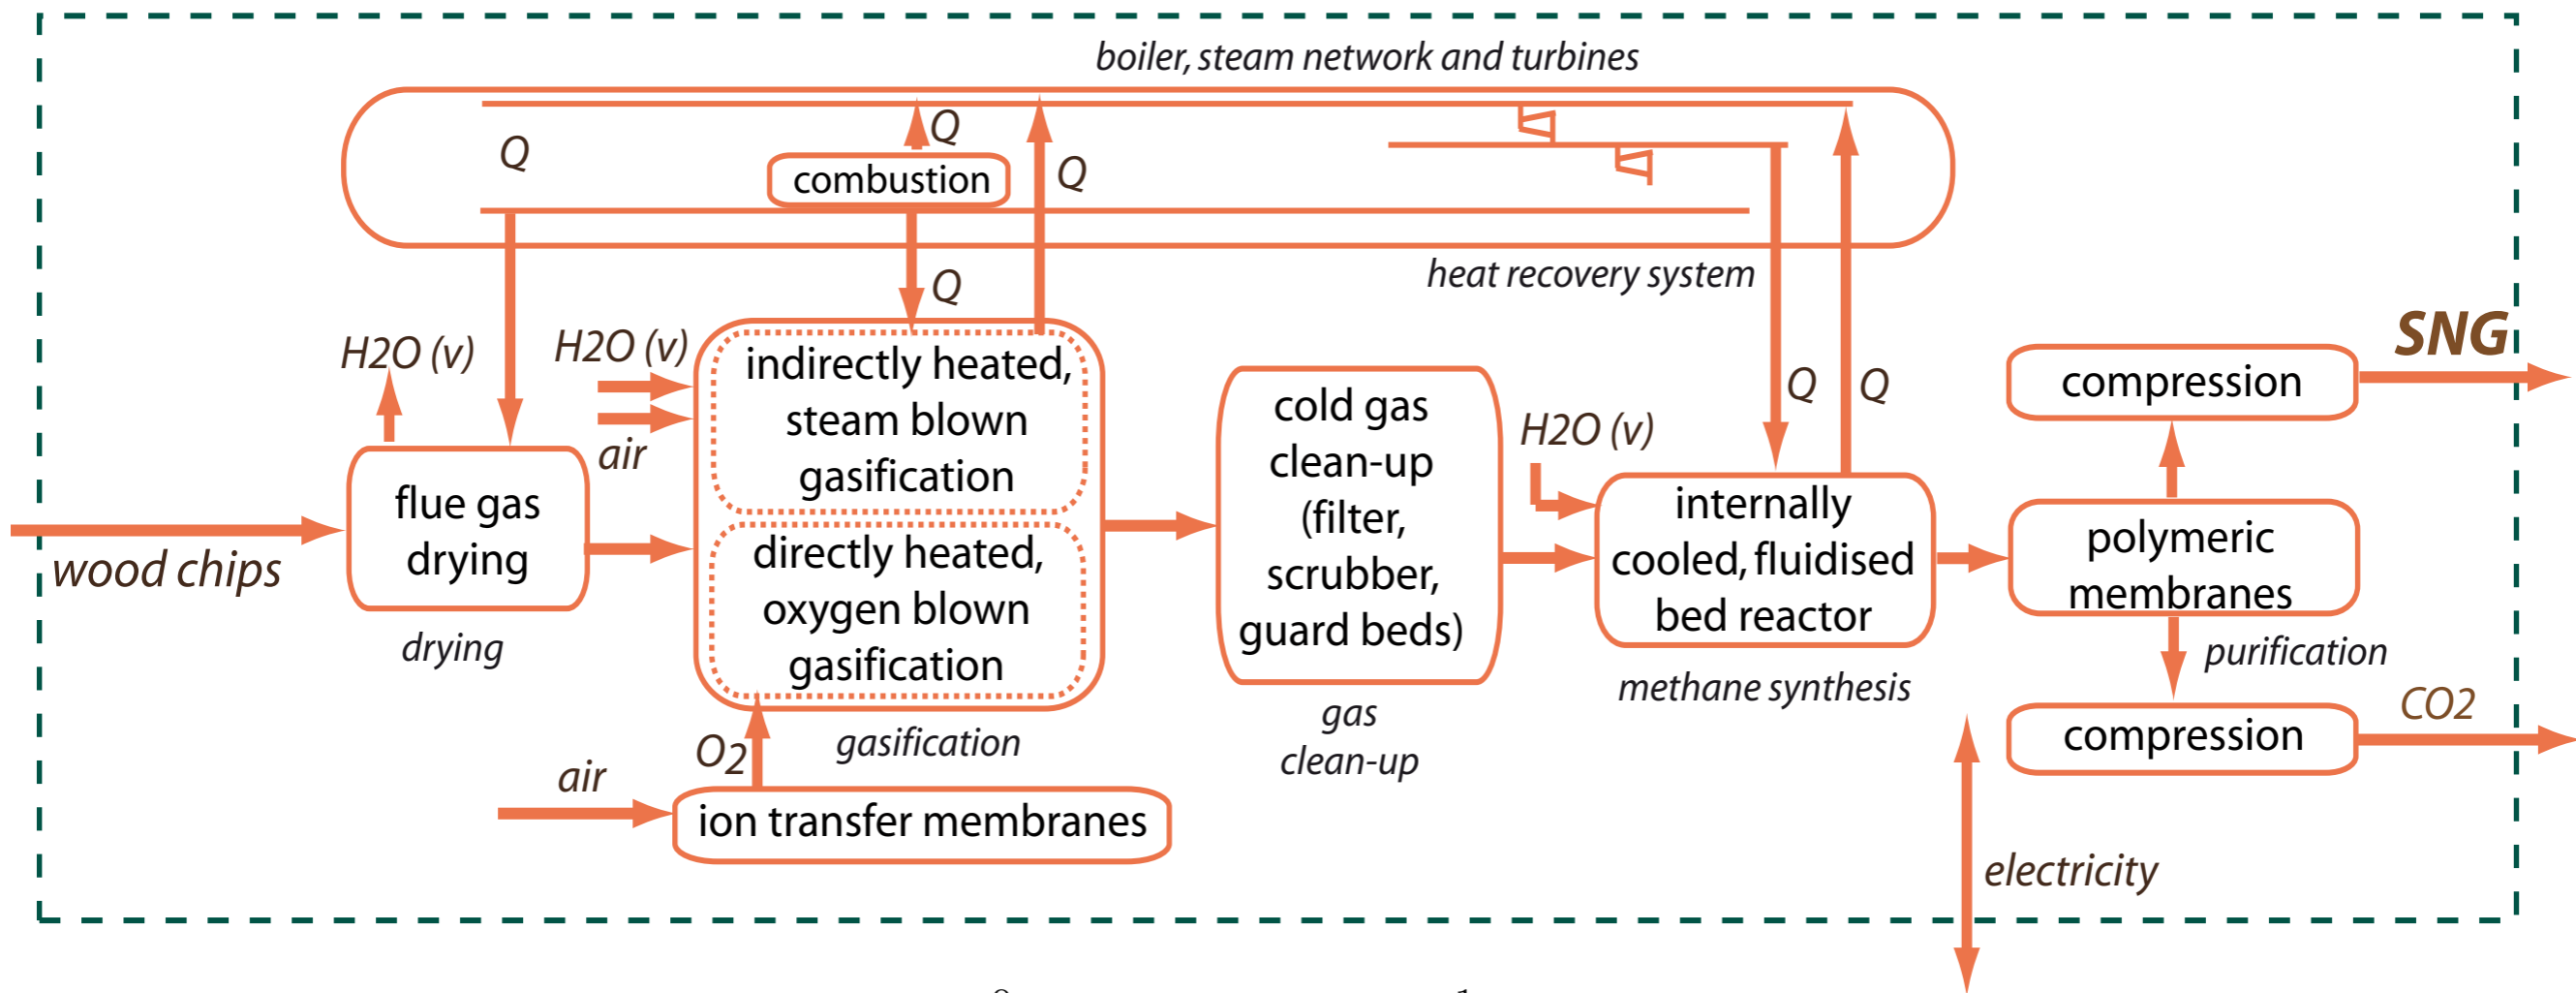 boiler, steam network and turbines
Q
Q
combustion
Q
heat recovery system
Q
SNG
H2O (v)
H2O (v)
air
indirectly heated,
steam blown
gasification
directly heated,
oxygen blown
gasification
cold gas
clean-up
(filter,
scrubber,
guard beds)
H2O (v)
Q
Q
compression
flue gas
drying
wood chips
drying
internally
cooled, fluidised
bed reactor
methane synthesis
polymeric
membranes
purification
gasification
gas
clean-up
O2
air
ion transfer membranes
compression
CO2
electricity